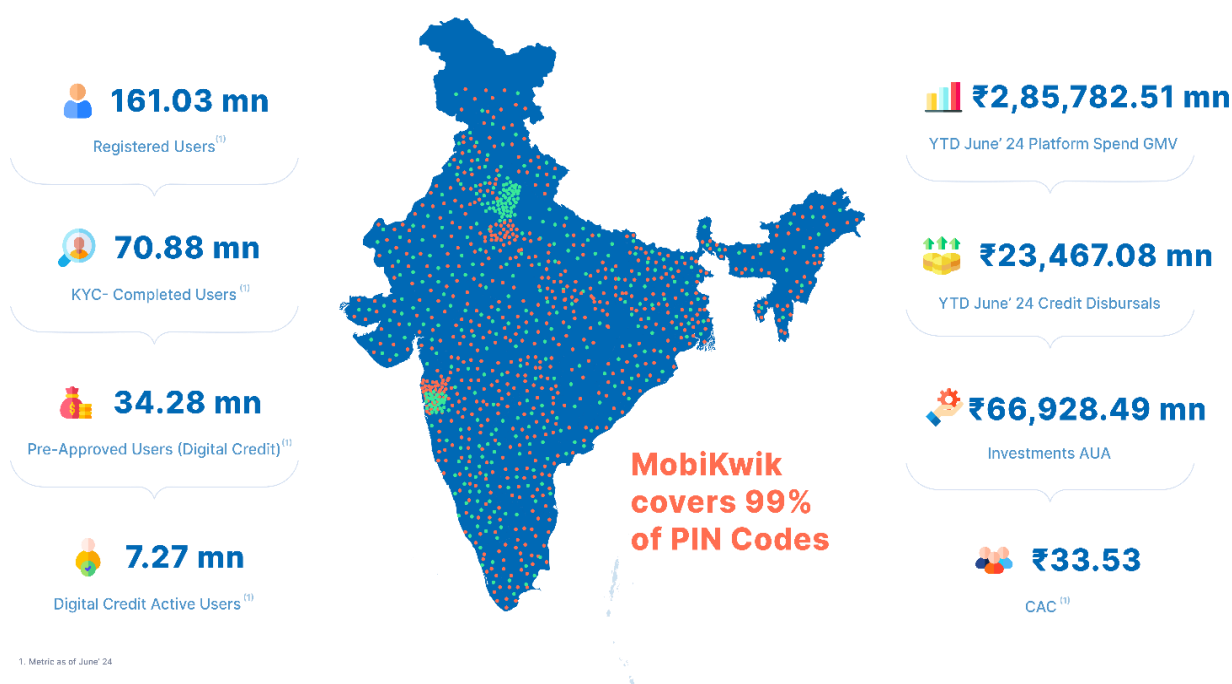 161.03 mn
Registered Users(1)
70.88 mn
KYC- Completed Users (1)
34.28 mn
Pre-Approved Users (Digital Credit)(1)
7.27 mn
Digital Credit Active Users (1)
MobiKwik
covers 99%
of PIN Codes
₹2,85,782.51 mn
YTD June’ 24 Platform Spend GMV
₹23,467.08 mn
YTD June’ 24 Credit Disbursals
₹66,928.49 mn
Investments AUA
₹33.53
CAC (1)
1. Metric as of June’ 24